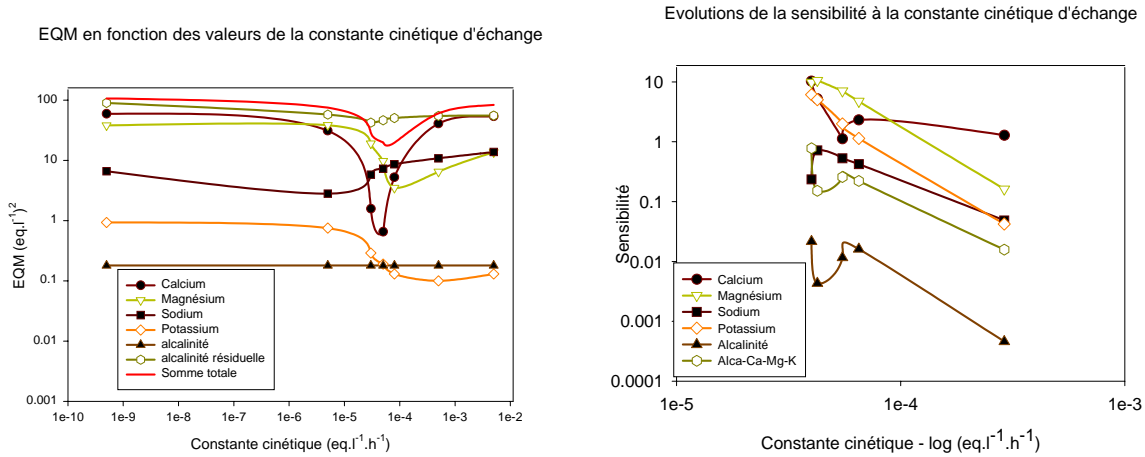 EQM en fonction des valeurs de la constante cinétique d'échange
EQM (eq.l⁻¹)²
100
10
1
0.1
0.01
0.001
1e-10 1e-9 1e-8 1e-7 1e-6 1e-5 1e-4 1e-3 1e-2
Constante cinétique (eq.l⁻¹.h⁻¹)
Calcium
Magnésium
Sodium
Potassium
alcalinité
alcalinité résiduelle
Somme totale
Evolutions de la sensibilité à la constante cinétique d'échange
Sensibilité
10
1
0.1
0.01
0.001
0.0001
1e-5 1e-4 1e-3
Constante cinétique - log (eq.l⁻¹.h⁻¹)
Calcium
Magnésium
Sodium
Potassium
Alcalinité
Alca-Ca-Mg-K